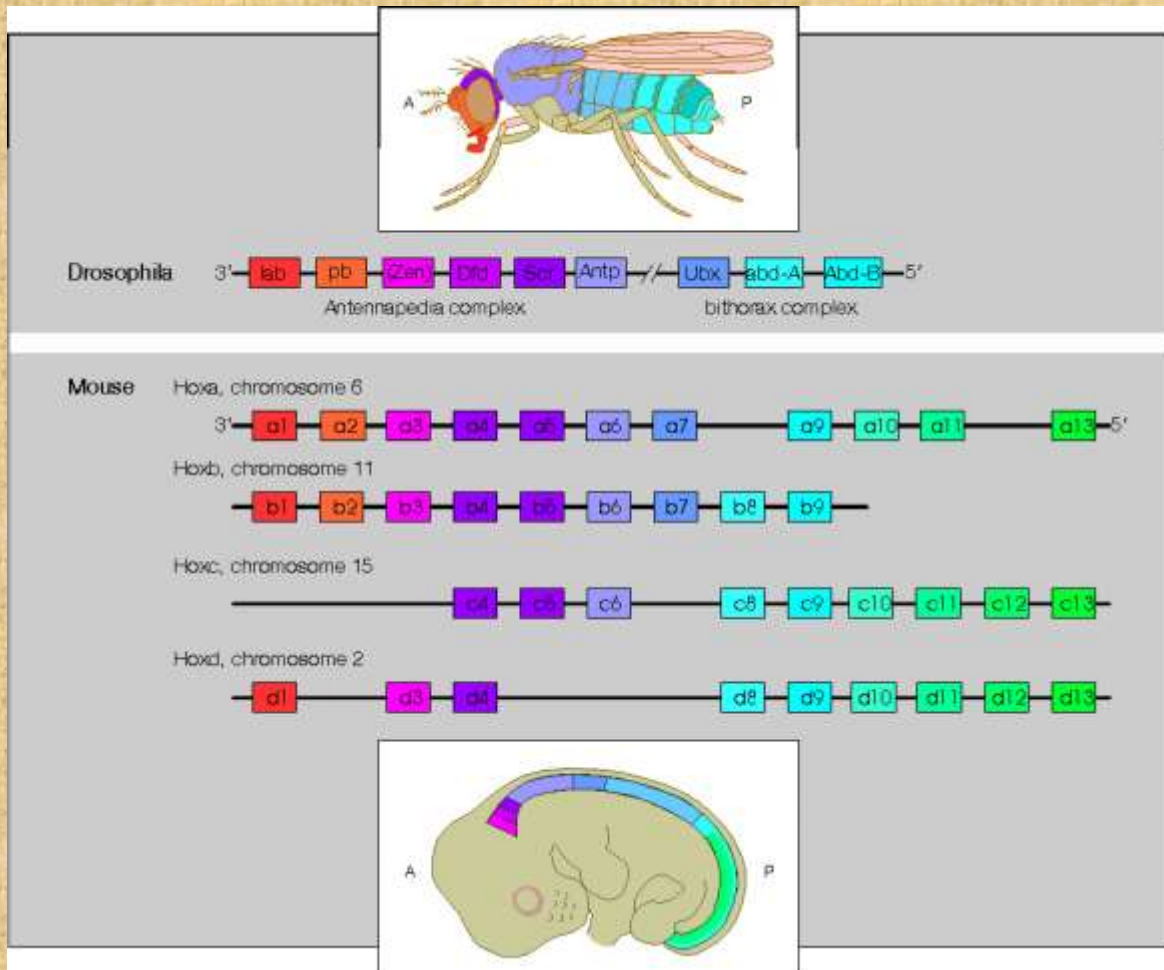 A P
Drosophila 3' lab pb (Zen) Dfd Scr Antp Ubx abd-A Abd-B 5'
Antennapedia complex bithorax complex
Mouse Hoxa, chromosome 6
3' a1 a2 a3 a4 a5 a6 a7 a9 a10 a11 a13 5'
Hoxb, chromosome 11
b1 b2 b3 b4 b5 b6 b7 b8 b9
Hoxc, chromosome 15
c4 c5 c6 c8 c9 c10 c11 c12 c13
Hoxd, chromosome 2
d1 d3 d4 d8 d9 d10 d11 d12 d13
A P